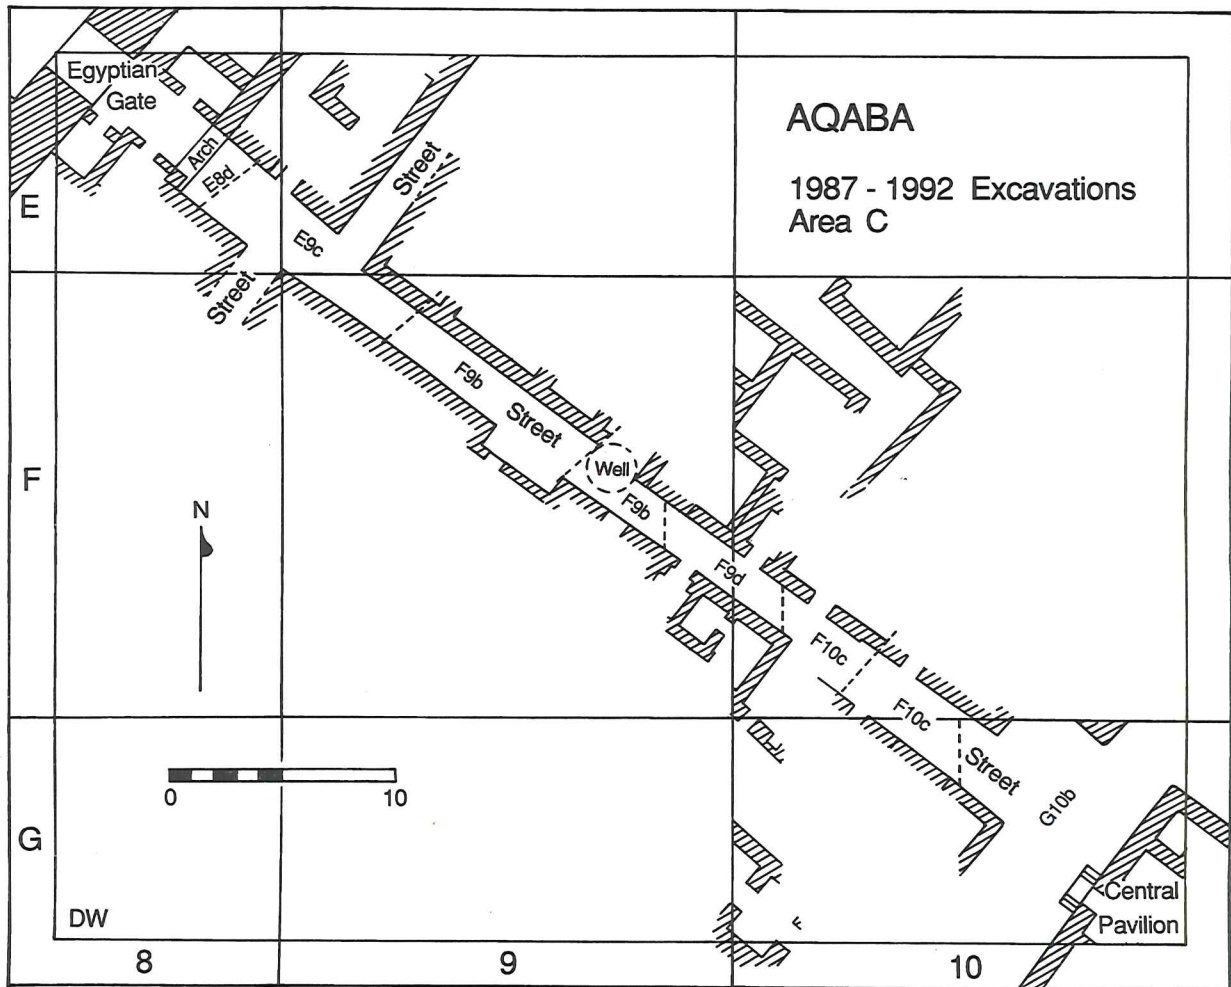 Egyptian
Gate
Arch
E8d
Street
AQABA
1987 - 1992 Excavations
Area C
E
E9c
Street
F9b
Street
Well
F9b
F
N
F9d
F10c
F10c
Street
G10b
0 10
G
Central
Pavilion
DW
8 9 10